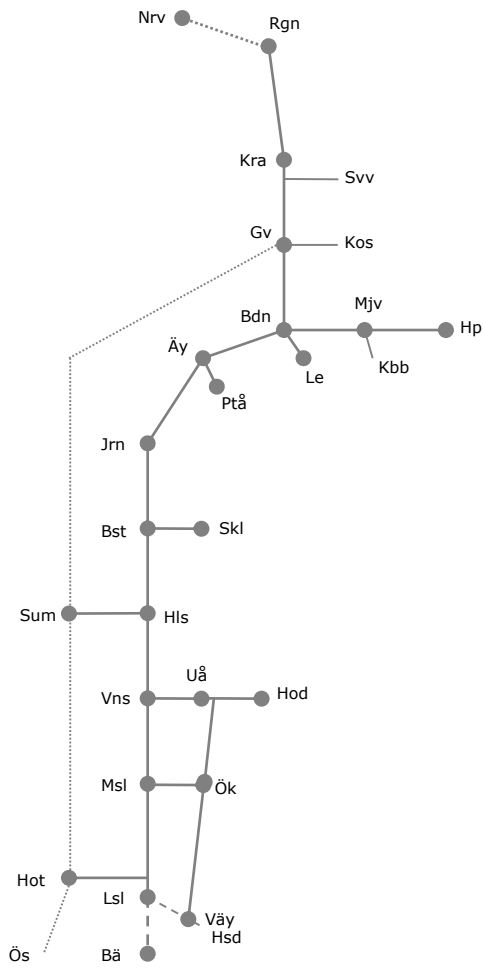 Nrv
Rgn
Kra
Svv
Gv
Kos
Mjv
Bdn
Hp
Äy
Kbb
Le
Ptå
Jrn
Bst
Skl
Sum
Hls
Uå
Vns
Hod
Msl
Ök
Hot
Lsl
Väy
Hsd
Ös
Bä